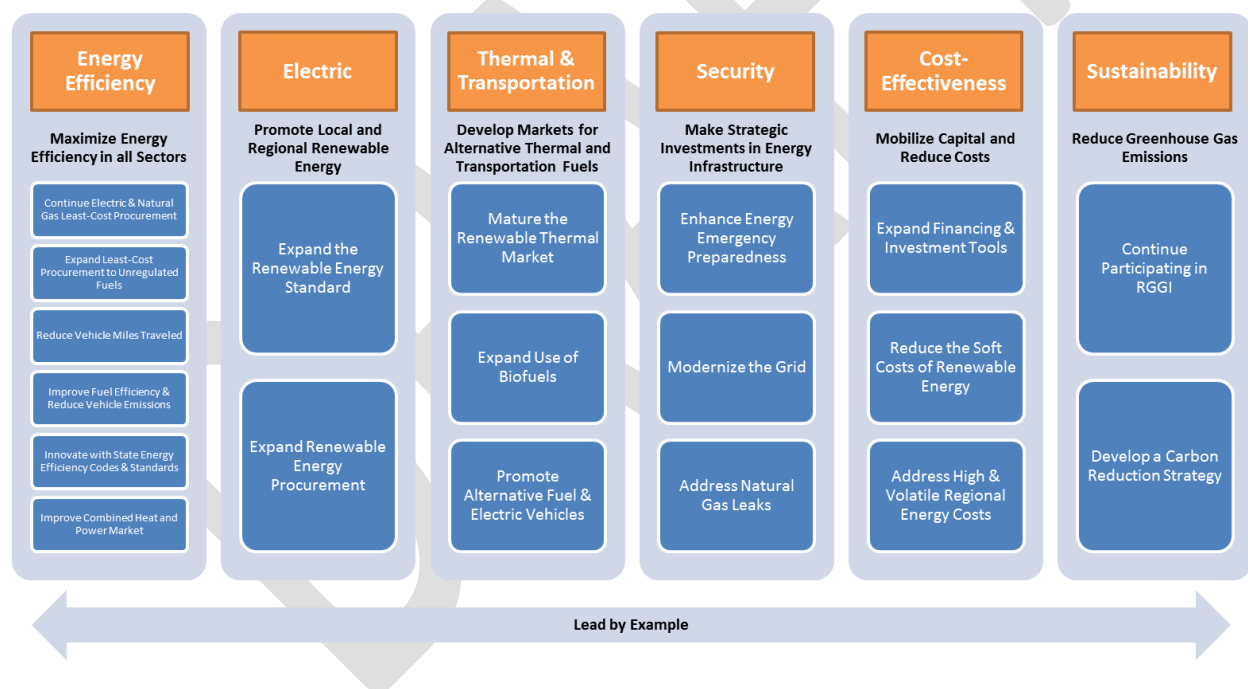 Energy
Efficiency
Maximize Energy
Efficiency in all Sectors
Continue Electric & Natural
Gas Least-Cost Procurement
Expand Least-Cost
Procurement to Unregulated
Fuels
Reduce Vehicle Miles Traveled
Improve Fuel Efficiency &
Reduce Vehicle Emissions
Innovate with State Energy
Efficiency Codes & Standards
Improve Combined Heat and
Power Market
Electric
Promote Local and
Regional Renewable
Energy
Expand the
Renewable Energy
Standard
Expand Renewable
Energy
Procurement
Thermal &
Transportation
Develop Markets for
Alternative Thermal and
Transportation Fuels
Mature the
Renewable Thermal
Market
Expand Use of
Biofuels
Promote
Alternative Fuel &
Electric Vehicles
Security
Make Strategic
Investments in Energy
Infrastructure
Enhance Energy
Emergency
Preparedness
Modernize the Grid
Address Natural
Gas Leaks
Cost-
Effectiveness
Mobilize Capital and
Reduce Costs
Expand Financing &
Investment Tools
Reduce the Soft
Costs of Renewable
Energy
Address High &
Volatile Regional
Energy Costs
Sustainability
Reduce Greenhouse Gas
Emissions
Continue
Participating in
RGGI
Develop a Carbon
Reduction Strategy
Lead by Example